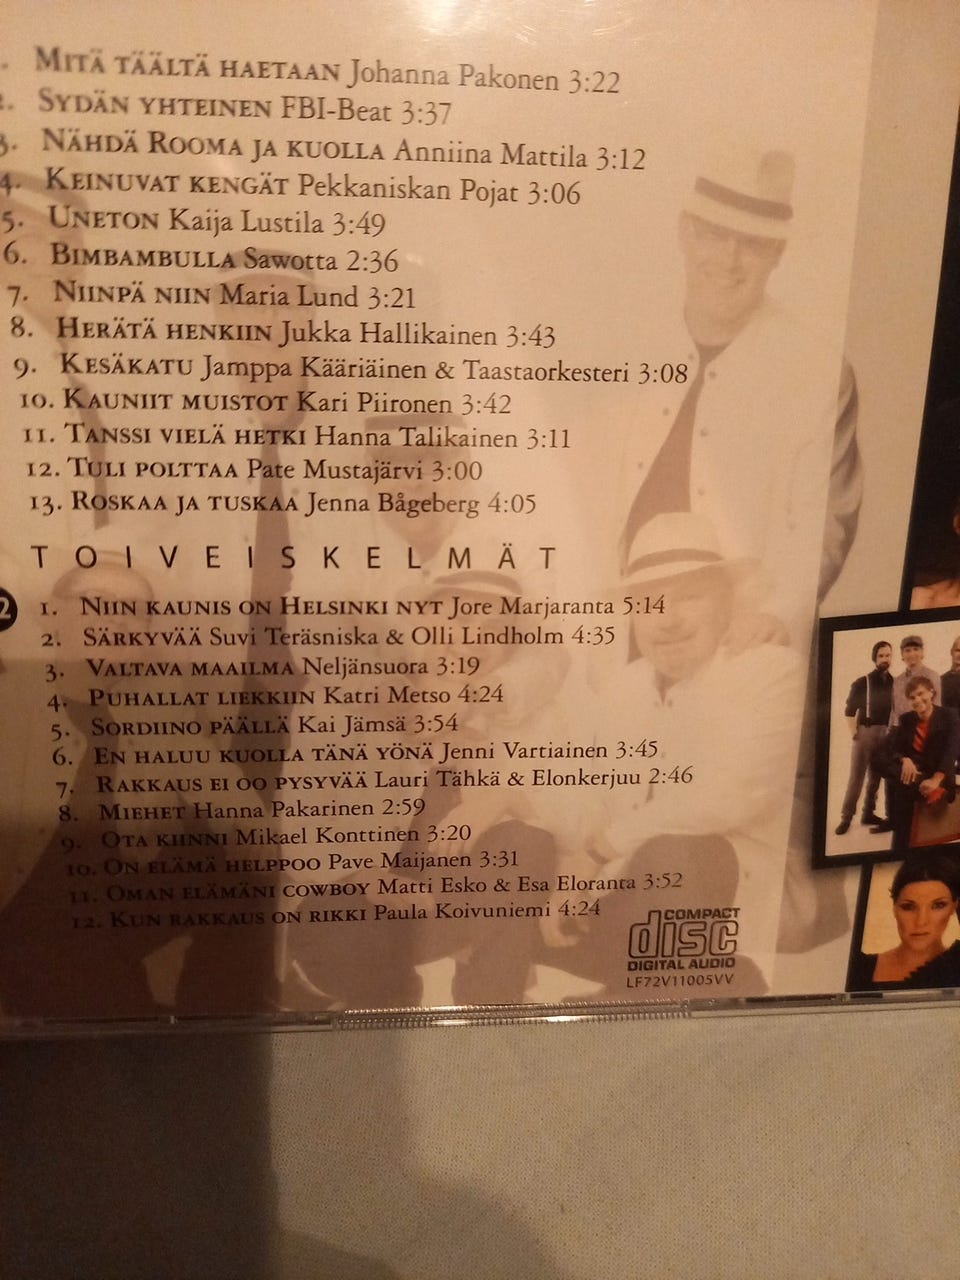 1. Mitä täältä haetaan Johanna Pakonen 3:22
2. Sydän yhteinen FBI-Beat 3:37
3. Nähdä Rooma ja kuolla Anniina Mattila 3:12
4. Keinuvat kengät Pekkaniskan Pojat 3:06
5. Uneton Kaija Lustila 3:49
6. Bimbambulla Sawotta 2:36
7. Niinpä niin Maria Lund 3:21
8. Herätä henkiin Jukka Hallikainen 3:43
9. Kesäkatu Jamppa Kääriäinen & Taastaorkesteri 3:08
10. Kauniit muistot Kari Piironen 3:42
11. Tanssi vielä hetki Hanna Talikainen 3:11
12. Tuli polttaa Pate Mustajärvi 3:00
13. Roskaa ja tuskaa Jenna Bågeberg 4:05
TOIVEISKELMÄT
2 1. Niin kaunis on Helsinki nyt Jore Marjaranta 5:14
2. Särkyvää Suvi Teräsniska & Olli Lindholm 4:35
3. Valtava maailma Neljänsuora 3:19
4. Puhallat liekkiin Katri Metso 4:24
5. Sordiino päällä Kai Jämsä 3:54
6. En haluu kuolla tänä yönä Jenni Vartiainen 3:45
7. Rakkaus ei oo pysyvää Lauri Tähkä & Elonkerjuu 2:46
8. Miehet Hanna Pakarinen 2:59
9. Ota kiinni Mikael Konttinen 3:20
10. On elämä helppoo Pave Maijanen 3:31
11. Oman elämäni cowboy Matti Esko & Esa Eloranta 3:52
12. Kun rakkaus on rikki Paula Koivuniemi 4:24
COMPACT
disc
DIGITAL AUDIO
LF72V11005VV